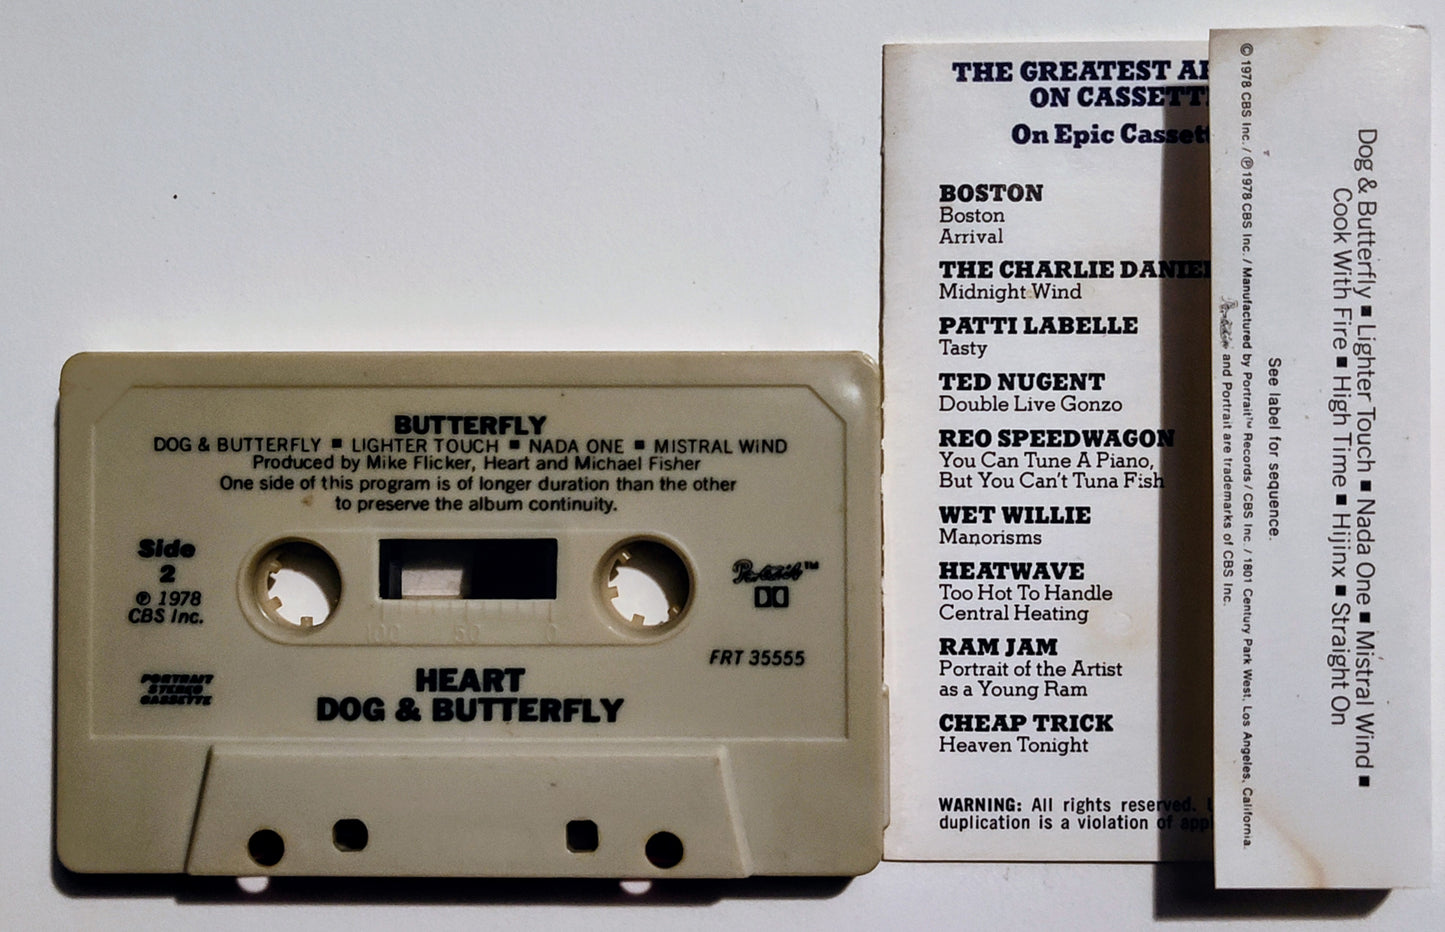 BUTTERFLY
DOG & BUTTERFLY ■ LIGHTER TOUCH ■ NADA ONE ■ MISTRAL WiND
Produced by Mike Flicker, Heart and Michael Fisher
One side of this program is of longer duration than the other
to preserve the album continuity.
Side
2
℗ 1978
CBS Inc.
PORTRAIT
STEREO
CASSETTE
100 50 0
Portrait™
FRT 35555
HEART
DOG & BUTTERFLY
THE GREATEST
ON CASSETT
On Epic Cassett
BOSTON
Boston
Arrival
THE CHARLIE DANIEL
Midnight Wind
PATTI LABELLE
Tasty
TED NUGENT
Double Live Gonzo
REO SPEEDWAGON
You Can Tune A Piano,
But You Can't Tuna Fish
WET WILLIE
Manorisms
HEATWAVE
Too Hot To Handle
Central Heating
RAM JAM
Portrait of the Artist
as a Young Ram
CHEAP TRICK
Heaven Tonight
WARNING: All rights reserved.
duplication is a violation of app
Dog & Butterfly ■ Lighter Touch ■ Nada One ■ Mistral Wind ■
Cook With Fire ■ High Time ■ Hijinx ■ Straight On
See label for sequence.
© 1978 CBS Inc. / ℗ 1978 CBS Inc. / Manufactured by Portrait™ Records / CBS Inc. / 1801 Century Park West, Los Angeles, California.
Portrait and Portrait are trademarks of CBS Inc.